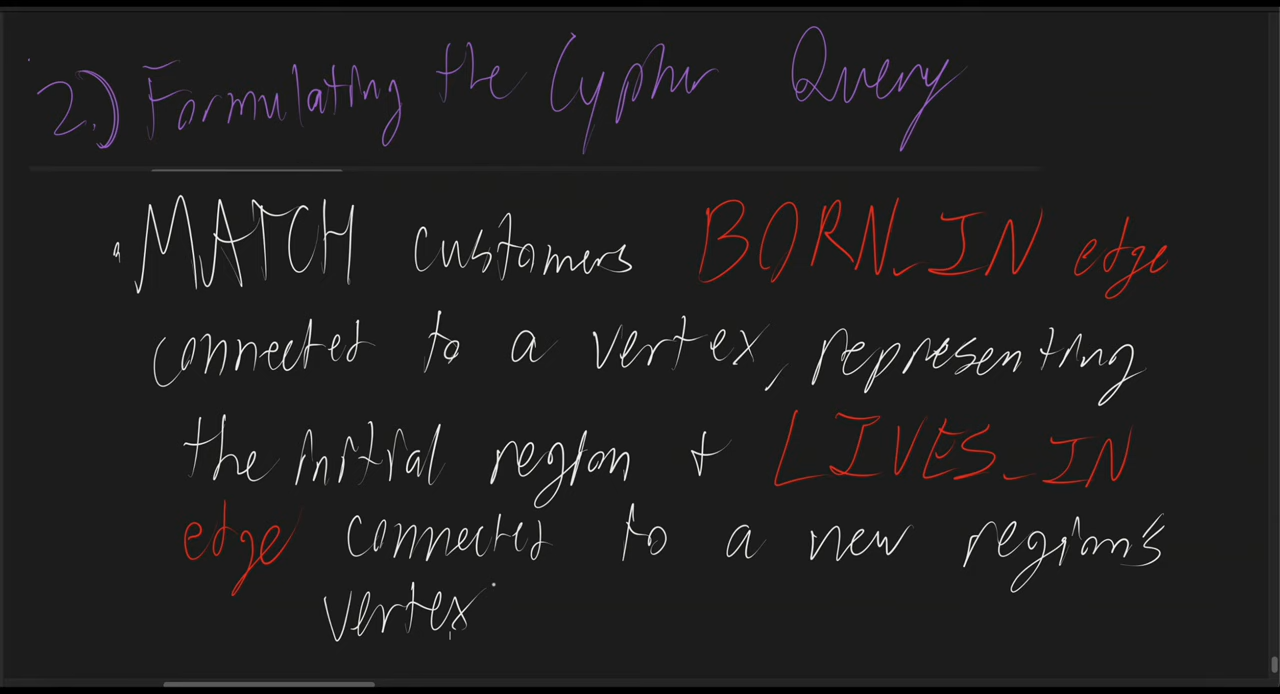 2.) Formulating the Cypher Query
MATCH customers BORN_IN edge
connected to a vertex, representing
the initial region + LIVES_IN
edge connected to a new region's
vertex